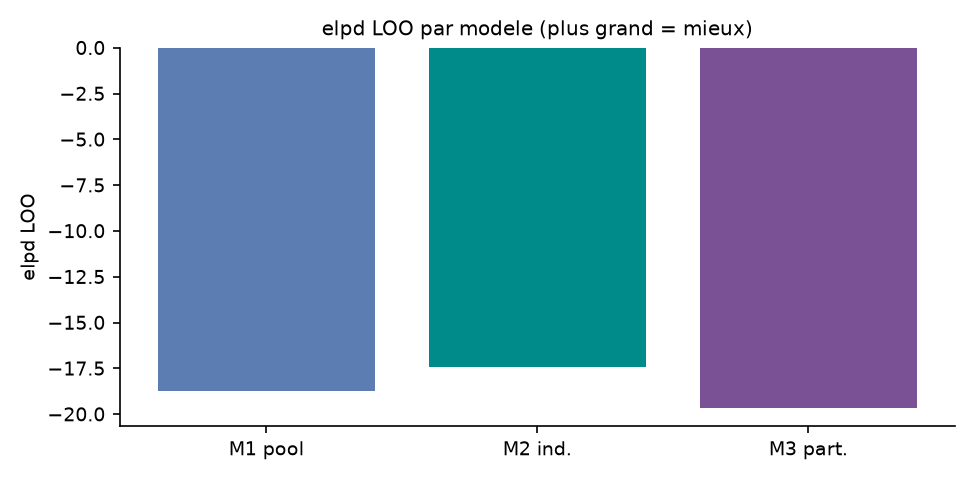 elpd LOO par modele (plus grand = mieux)
0.0
−2.5
−5.0
−7.5
−10.0
−12.5
−15.0
−17.5
−20.0
elpd LOO
M1 pool
M2 ind.
M3 part.